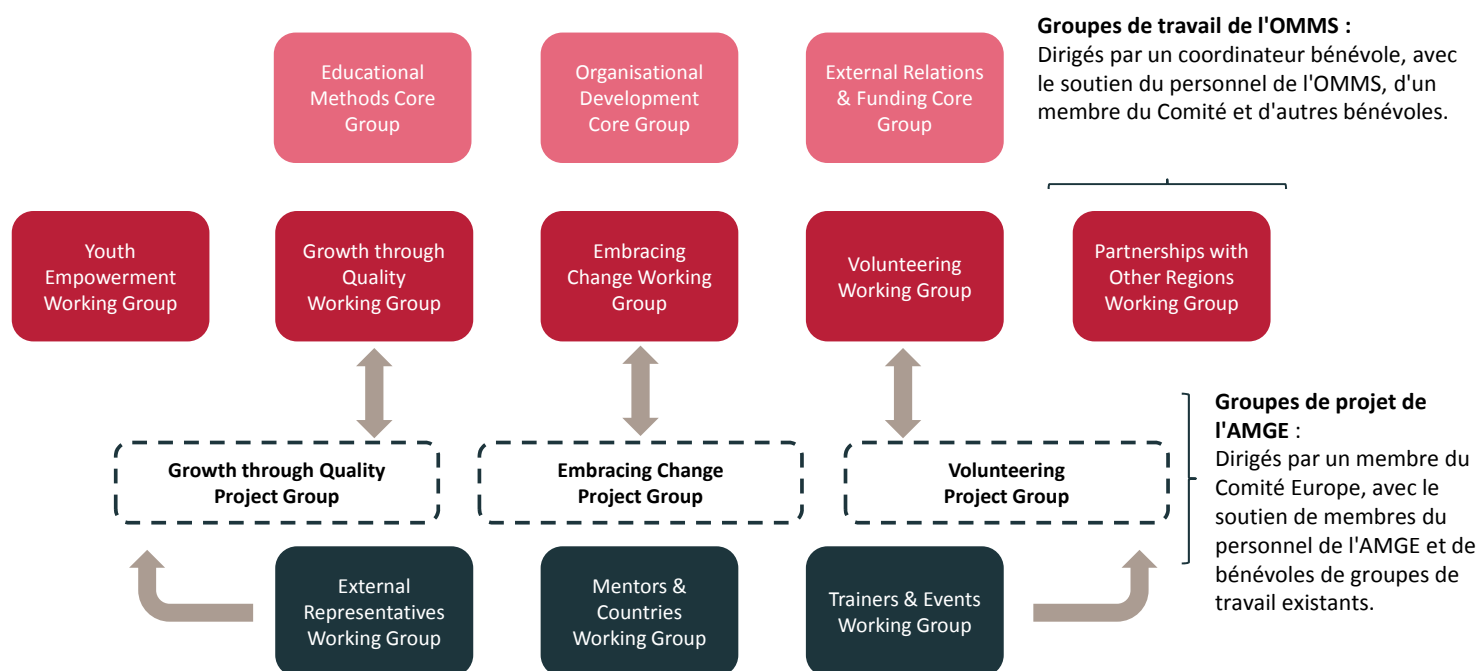 Groupes de travail de l'OMMS :
Dirigés par un coordinateur bénévole, avec
le soutien du personnel de l'OMMS, d'un
membre du Comité et d'autres bénévoles.
Educational
Methods Core
Group
Organisational
Development
Core Group
External Relations
& Funding Core
Group
Youth
Empowerment
Working Group
Growth through
Quality
Working Group
Embracing
Change Working
Group
Volunteering
Working Group
Partnerships with
Other Regions
Working Group
Growth through Quality
Project Group
Embracing Change
Project Group
Volunteering
Project Group
Groupes de projet de
l'AMGE :
Dirigés par un membre du
Comité Europe, avec le
soutien de membres du
personnel de l'AMGE et de
bénévoles de groupes de
travail existants.
External
Representatives
Working Group
Mentors &
Countries
Working Group
Trainers & Events
Working Group